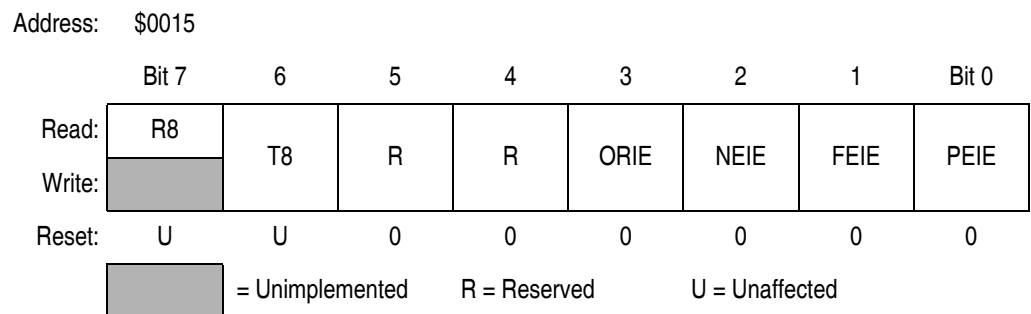 Address: $0015
Bit 7 6 5 4 3 2 1 Bit 0
Read: R8
T8 R R ORIE NEIE FEIE PEIE
Write:
Reset: U U 0 0 0 0 0 0
= Unimplemented R = Reserved U = Unaffected